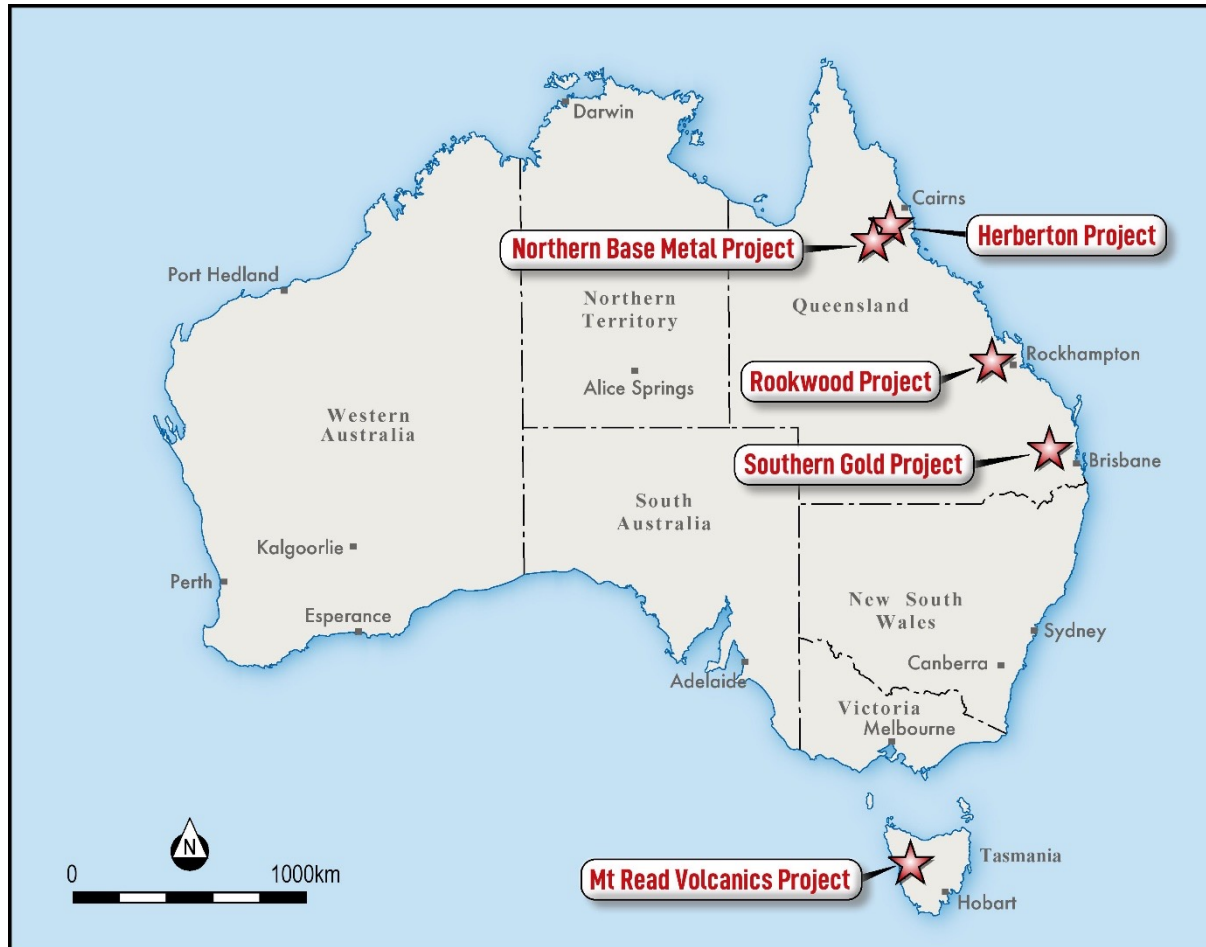 Darwin
Cairns
Herberton Project
Northern Base Metal Project
Port Hedland
Northern
Territory
Queensland
Rockhampton
Rookwood Project
Alice Springs
Western
Australia
Southern Gold Project
Brisbane
South
Australia
Kalgoorlie
Perth
Esperance
New South
Wales
Sydney
Canberra
Adelaide
Victoria
Melbourne
N
0 1000km
Tasmania
Mt Read Volcanics Project
Hobart